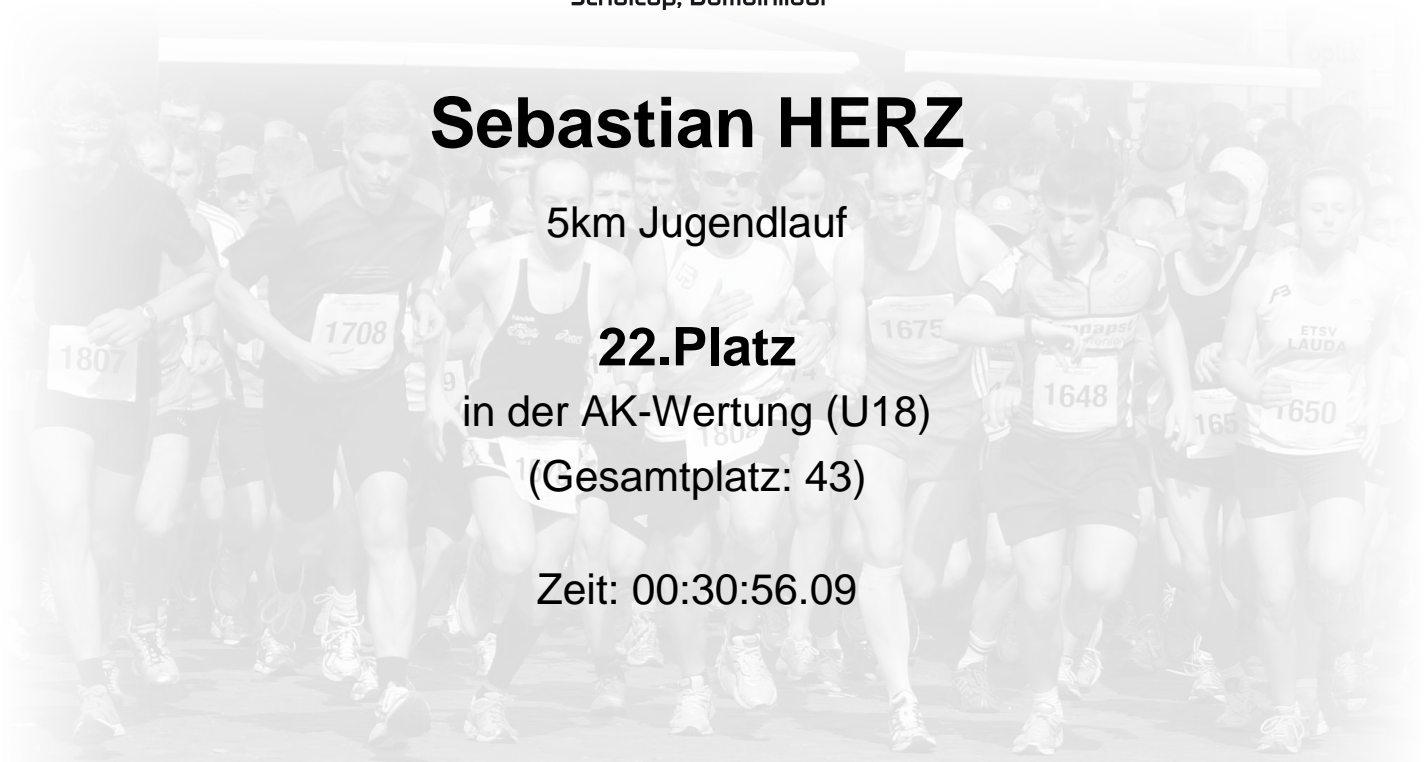 Sebastian HERZ
5km Jugendlauf
1708
1675
1807
22.Platz
ETSV
LAUDA
1648
in der AK-Wertung (U18)
1650
165
(Gesamtplatz: 43)
Zeit: 00:30:56.09